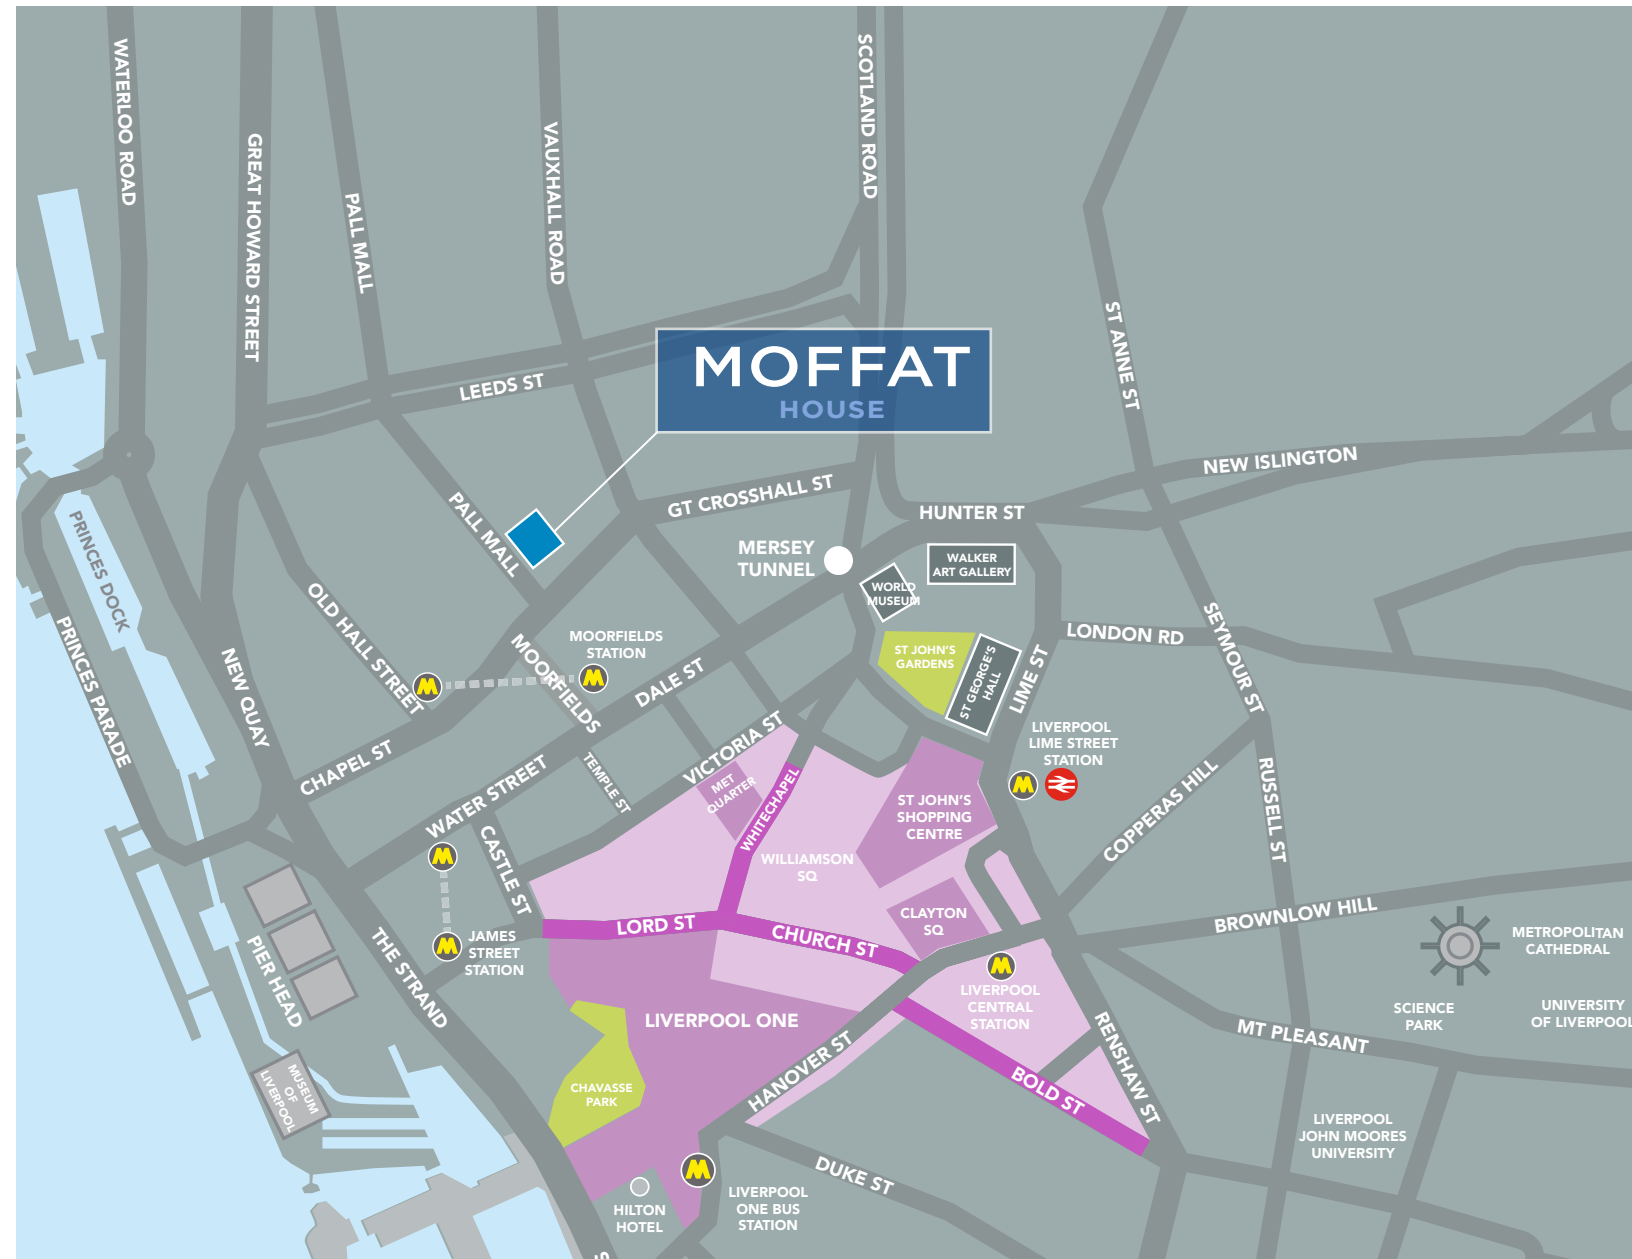 WATERLOO ROAD
GREAT HOWARD STREET
PALL MALL
VAUXHALL ROAD
SCOTLAND ROAD
ST ANNE ST
LEEDS ST
MOFFAT
HOUSE
NEW ISLINGTON
GT CROSSHALL ST
HUNTER ST
PALL MALL
PRINCES DOCK
MERSEY
TUNNEL
WALKER
ART GALLERY
WORLD
MUSEUM
OLD HALL STREET
PRINCES PARADE
NEW QUAY
MOORFIELDS
MOORFIELDS
STATION
DALE ST
ST JOHN'S
GARDENS
ST GEORGE'S
HALL
LIME ST
LONDON RD
SEYMOUR ST
CHAPEL ST
WATER STREET
TEMPLE ST
VICTORIA ST
MET
QUARTER
WHITECHAPEL
LIVERPOOL
LIME STREET
STATION
ST JOHN'S
SHOPPING
CENTRE
COPPERAS HILL
RUSSELL ST
CASTLE ST
WILLIAMSON
SQ
CLAYTON
SQ
LORD ST
CHURCH ST
BROWNLOW HILL
METROPOLITAN
CATHEDRAL
JAMES
STREET
STATION
PIER HEAD
THE STRAND
LIVERPOOL ONE
LIVERPOOL
CENTRAL
STATION
SCIENCE
PARK
UNIVERSITY
OF LIVERPOOL
MT PLEASANT
HANOVER ST
RENSHAW ST
BOLD ST
CHAVASSE
PARK
MUSEUM
OF
LIVERPOOL
LIVERPOOL
JOHN MOORES
UNIVERSITY
DUKE ST
HILTON
HOTEL
LIVERPOOL
ONE BUS
STATION
S